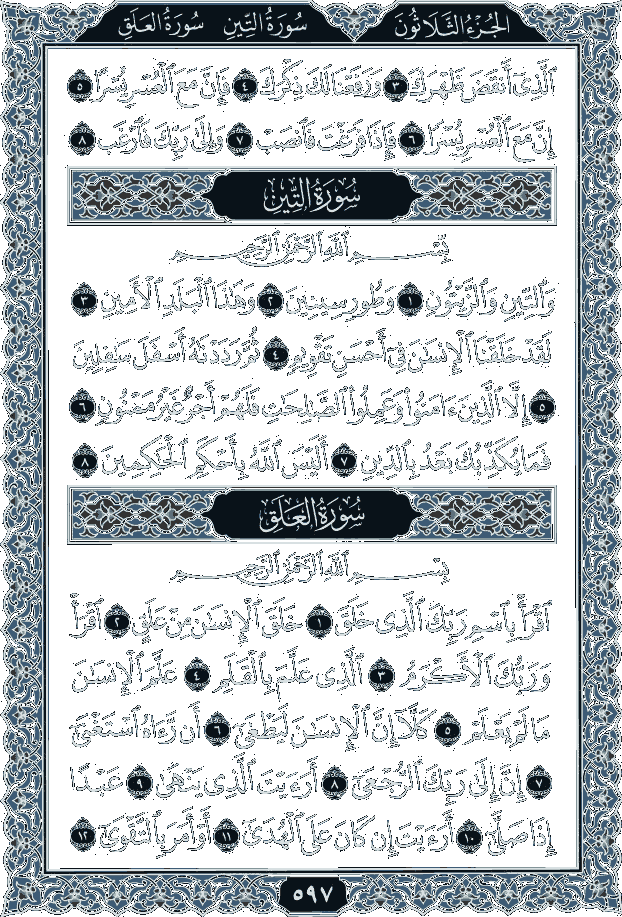 الجُزْءُ الثَّلَاثُونَ سُورَةُ التِّينِ سُورَةُ العَلَقِ
ٱلَّذِىٓ أَنقَضَ ظَهْرَكَ ٣ وَرَفَعْنَا لَكَ ذِكْرَكَ ٤ فَإِنَّ مَعَ ٱلْعُسْرِ يُسْرًا ٥
إِنَّ مَعَ ٱلْعُسْرِ يُسْرًا ٦ فَإِذَا فَرَغْتَ فَٱنصَبْ ٧ وَإِلَىٰ رَبِّكَ فَٱرْغَب ٨
سُورَةُ التِّينِ
بِسْمِ ٱللَّهِ ٱلرَّحْمَٰنِ ٱلرَّحِيمِ
وَٱلتِّينِ وَٱلزَّيْتُونِ ١ وَطُورِ سِينِينَ ٢ وَهَٰذَا ٱلْبَلَدِ ٱلْأَمِينِ ٣
لَقَدْ خَلَقْنَا ٱلْإِنسَٰنَ فِىٓ أَحْسَنِ تَقْوِيمٍ ٤ ثُمَّ رَدَدْنَٰهُ أَسْفَلَ سَٰفِلِينَ
٥ إِلَّا ٱلَّذِينَ ءَامَنُوا۟ وَعَمِلُوا۟ ٱلصَّٰلِحَٰتِ فَلَهُمْ أَجْرٌ غَيْرُ مَمْنُونٍ ٦
فَمَا يُكَذِّبُكَ بَعْدُ بِٱلدِّينِ ٧ أَلَيْسَ ٱللَّهُ بِأَحْكَمِ ٱلْحَٰكِمِينَ ٨
سُورَةُ العَلَقِ
بِسْمِ ٱللَّهِ ٱلرَّحْمَٰنِ ٱلرَّحِيمِ
ٱقْرَأْ بِٱسْمِ رَبِّكَ ٱلَّذِى خَلَقَ ١ خَلَقَ ٱلْإِنسَٰنَ مِنْ عَلَقٍ ٢ ٱقْرَأْ
وَرَبُّكَ ٱلْأَكْرَمُ ٣ ٱلَّذِى عَلَّمَ بِٱلْقَلَمِ ٤ عَلَّمَ ٱلْإِنسَٰنَ
مَا لَمْ يَعْلَمْ ٥ كَلَّآ إِنَّ ٱلْإِنسَٰنَ لَيَطْغَىٰٓ ٦ أَن رَّءَاهُ ٱسْتَغْنَىٰٓ
٧ إِنَّ إِلَىٰ رَبِّكَ ٱلرُّجْعَىٰٓ ٨ أَرَءَيْتَ ٱلَّذِى يَنْهَىٰ ٩ عَبْدًا
إِذَا صَلَّىٰٓ ١٠ أَرَءَيْتَ إِن كَانَ عَلَى ٱلْهُدَىٰٓ ١١ أَوْ أَمَرَ بِٱلتَّقْوَىٰٓ ١٢
٥٩٧